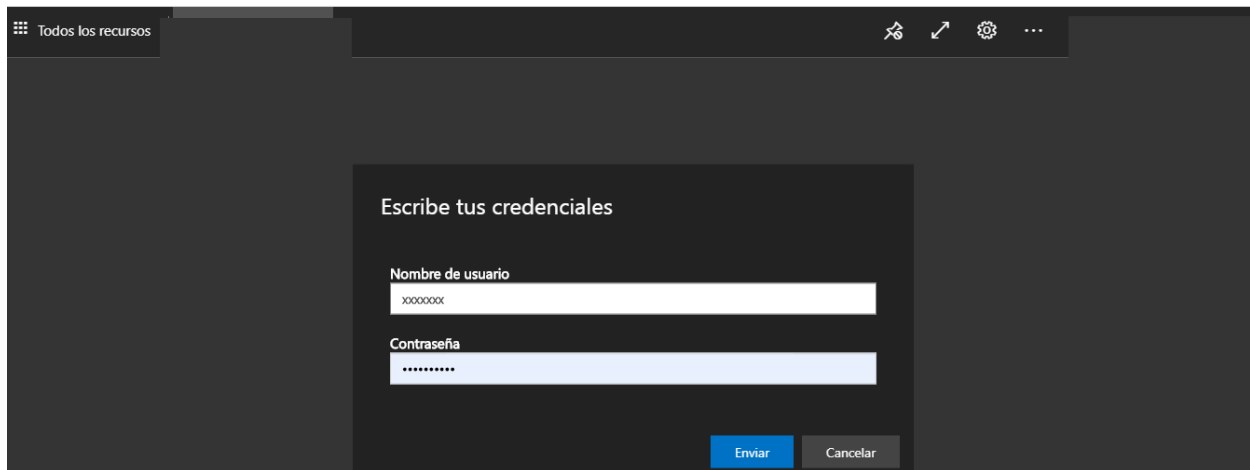 Todos los recursos
Escribe tus credenciales
Nombre de usuario
xxxxxxx
Contraseña
••••••••••
Enviar Cancelar